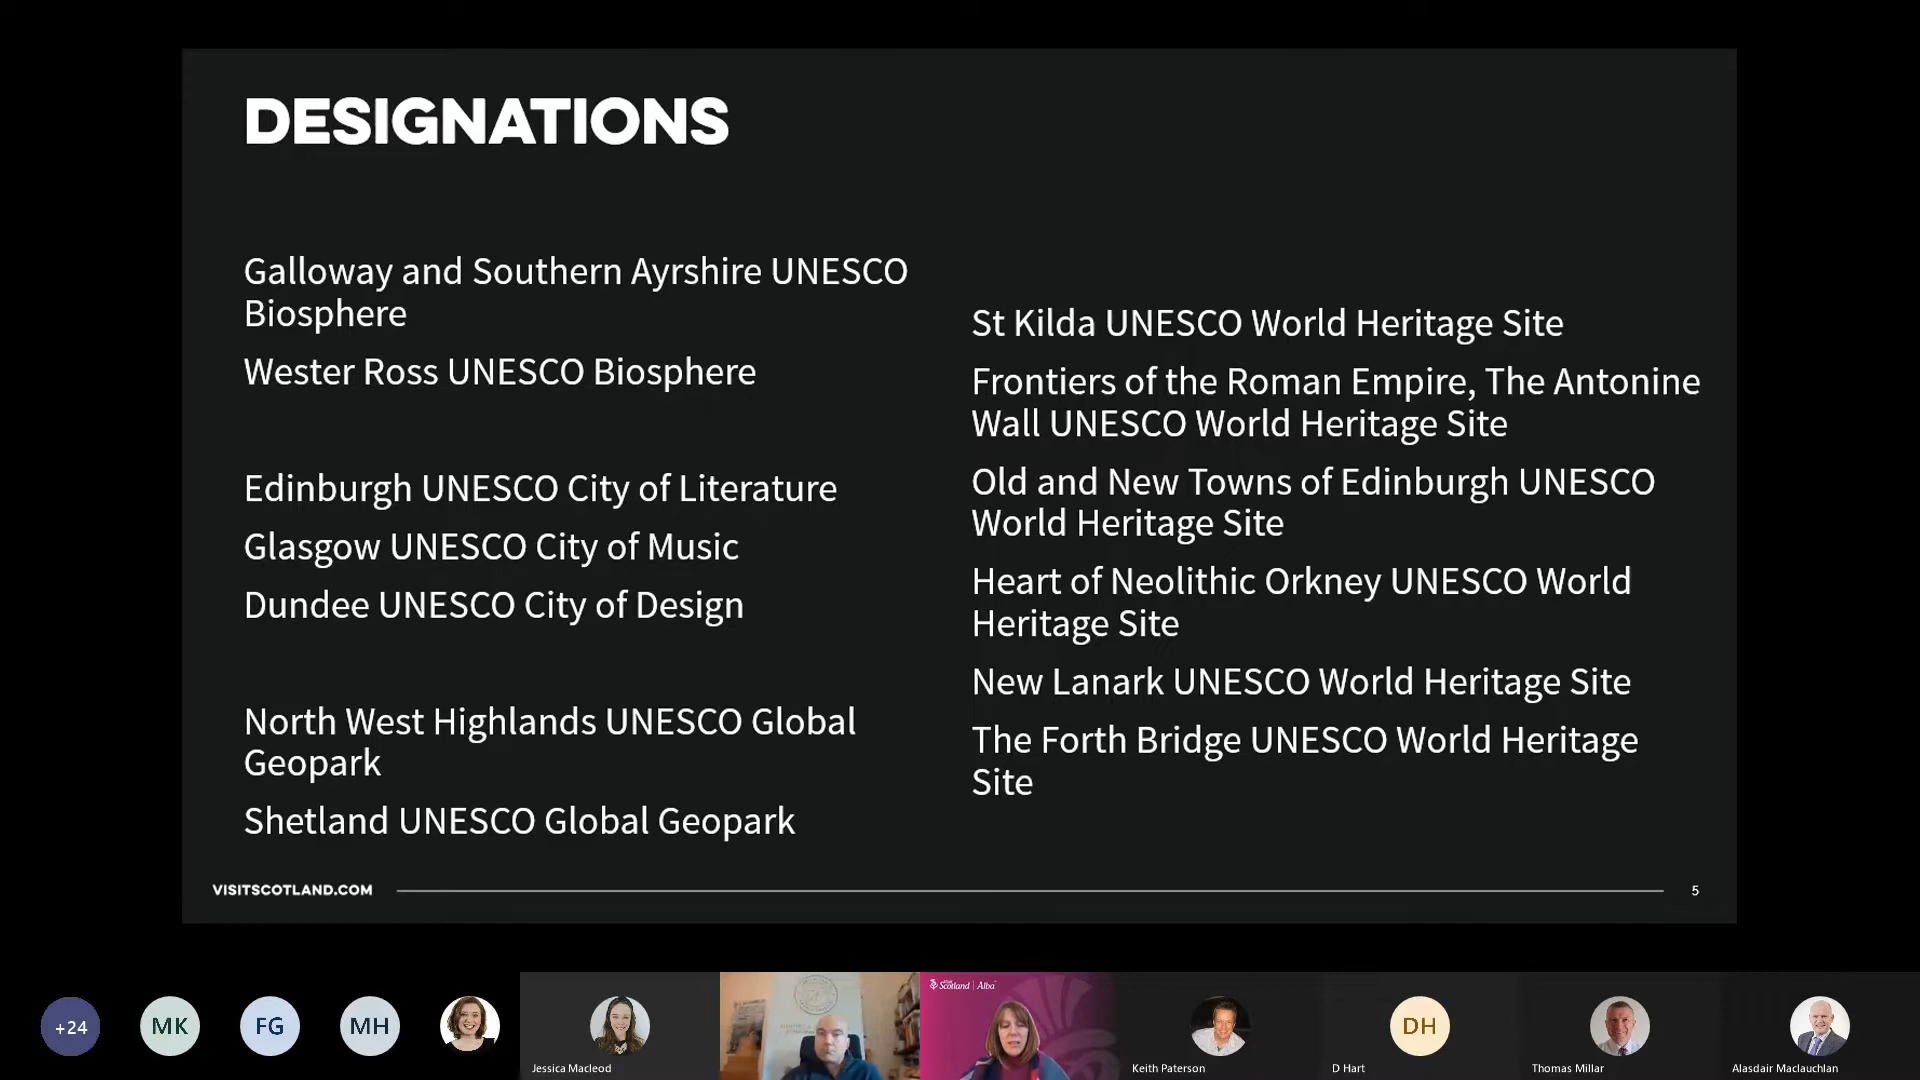 DESIGNATIONS
Galloway and Southern Ayrshire UNESCO
Biosphere
Wester Ross UNESCO Biosphere
Edinburgh UNESCO City of Literature
Glasgow UNESCO City of Music
Dundee UNESCO City of Design
North West Highlands UNESCO Global
Geopark
Shetland UNESCO Global Geopark
St Kilda UNESCO World Heritage Site
Frontiers of the Roman Empire, The Antonine
Wall UNESCO World Heritage Site
Old and New Towns of Edinburgh UNESCO
World Heritage Site
Heart of Neolithic Orkney UNESCO World
Heritage Site
New Lanark UNESCO World Heritage Site
The Forth Bridge UNESCO World Heritage
Site
VISITSCOTLAND.COM
5
+24
MK
FG
MH
Jessica Macleod
Scotland | Alba
Keith Paterson
DH
D Hart
Thomas Millar
Alasdair Maclauchlan